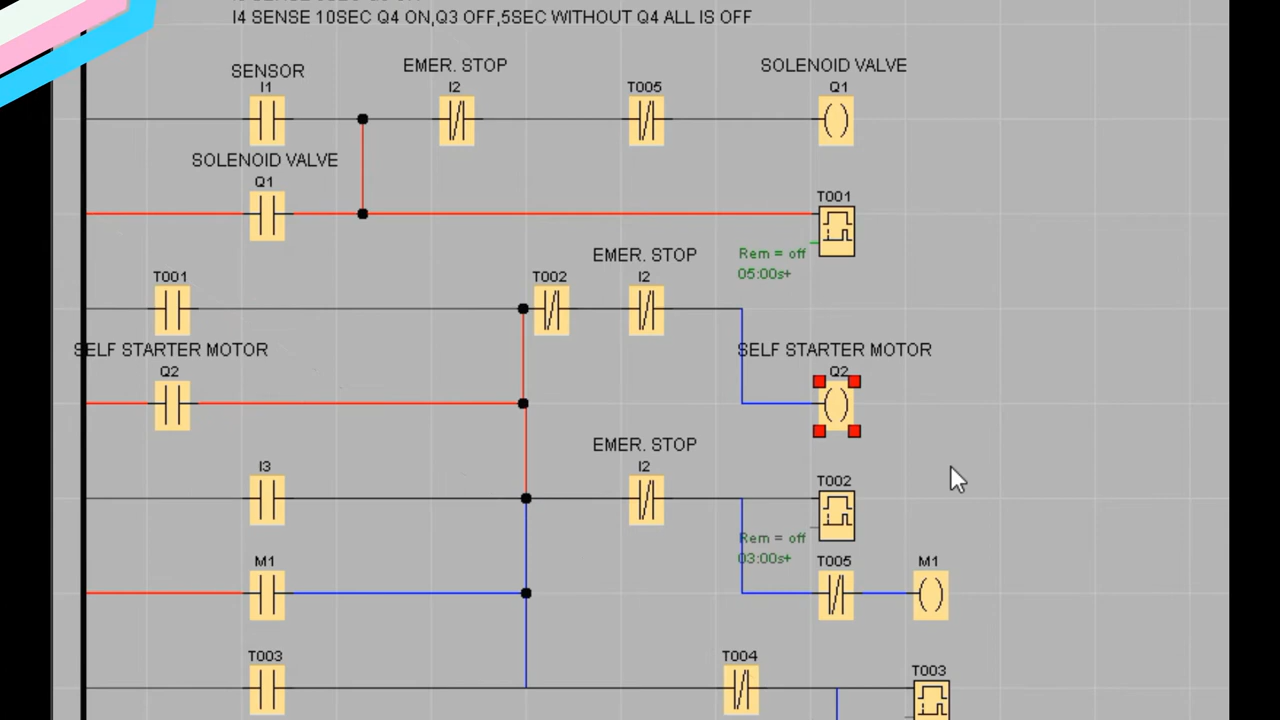 I4 SENSE 10SEC Q4 ON,Q3 OFF,5SEC WITHOUT Q4 ALL IS OFF
SENSOR EMER. STOP SOLENOID VALVE
I1 I2 T005 Q1
SOLENOID VALVE
Q1 T001
EMER. STOP Rem = off
05:00s+
T001 T002 I2
SELF STARTER MOTOR SELF STARTER MOTOR
Q2 Q2
EMER. STOP
I3 I2 T002
Rem = off
03:00s+
M1 T005 M1
T003 T004 T003